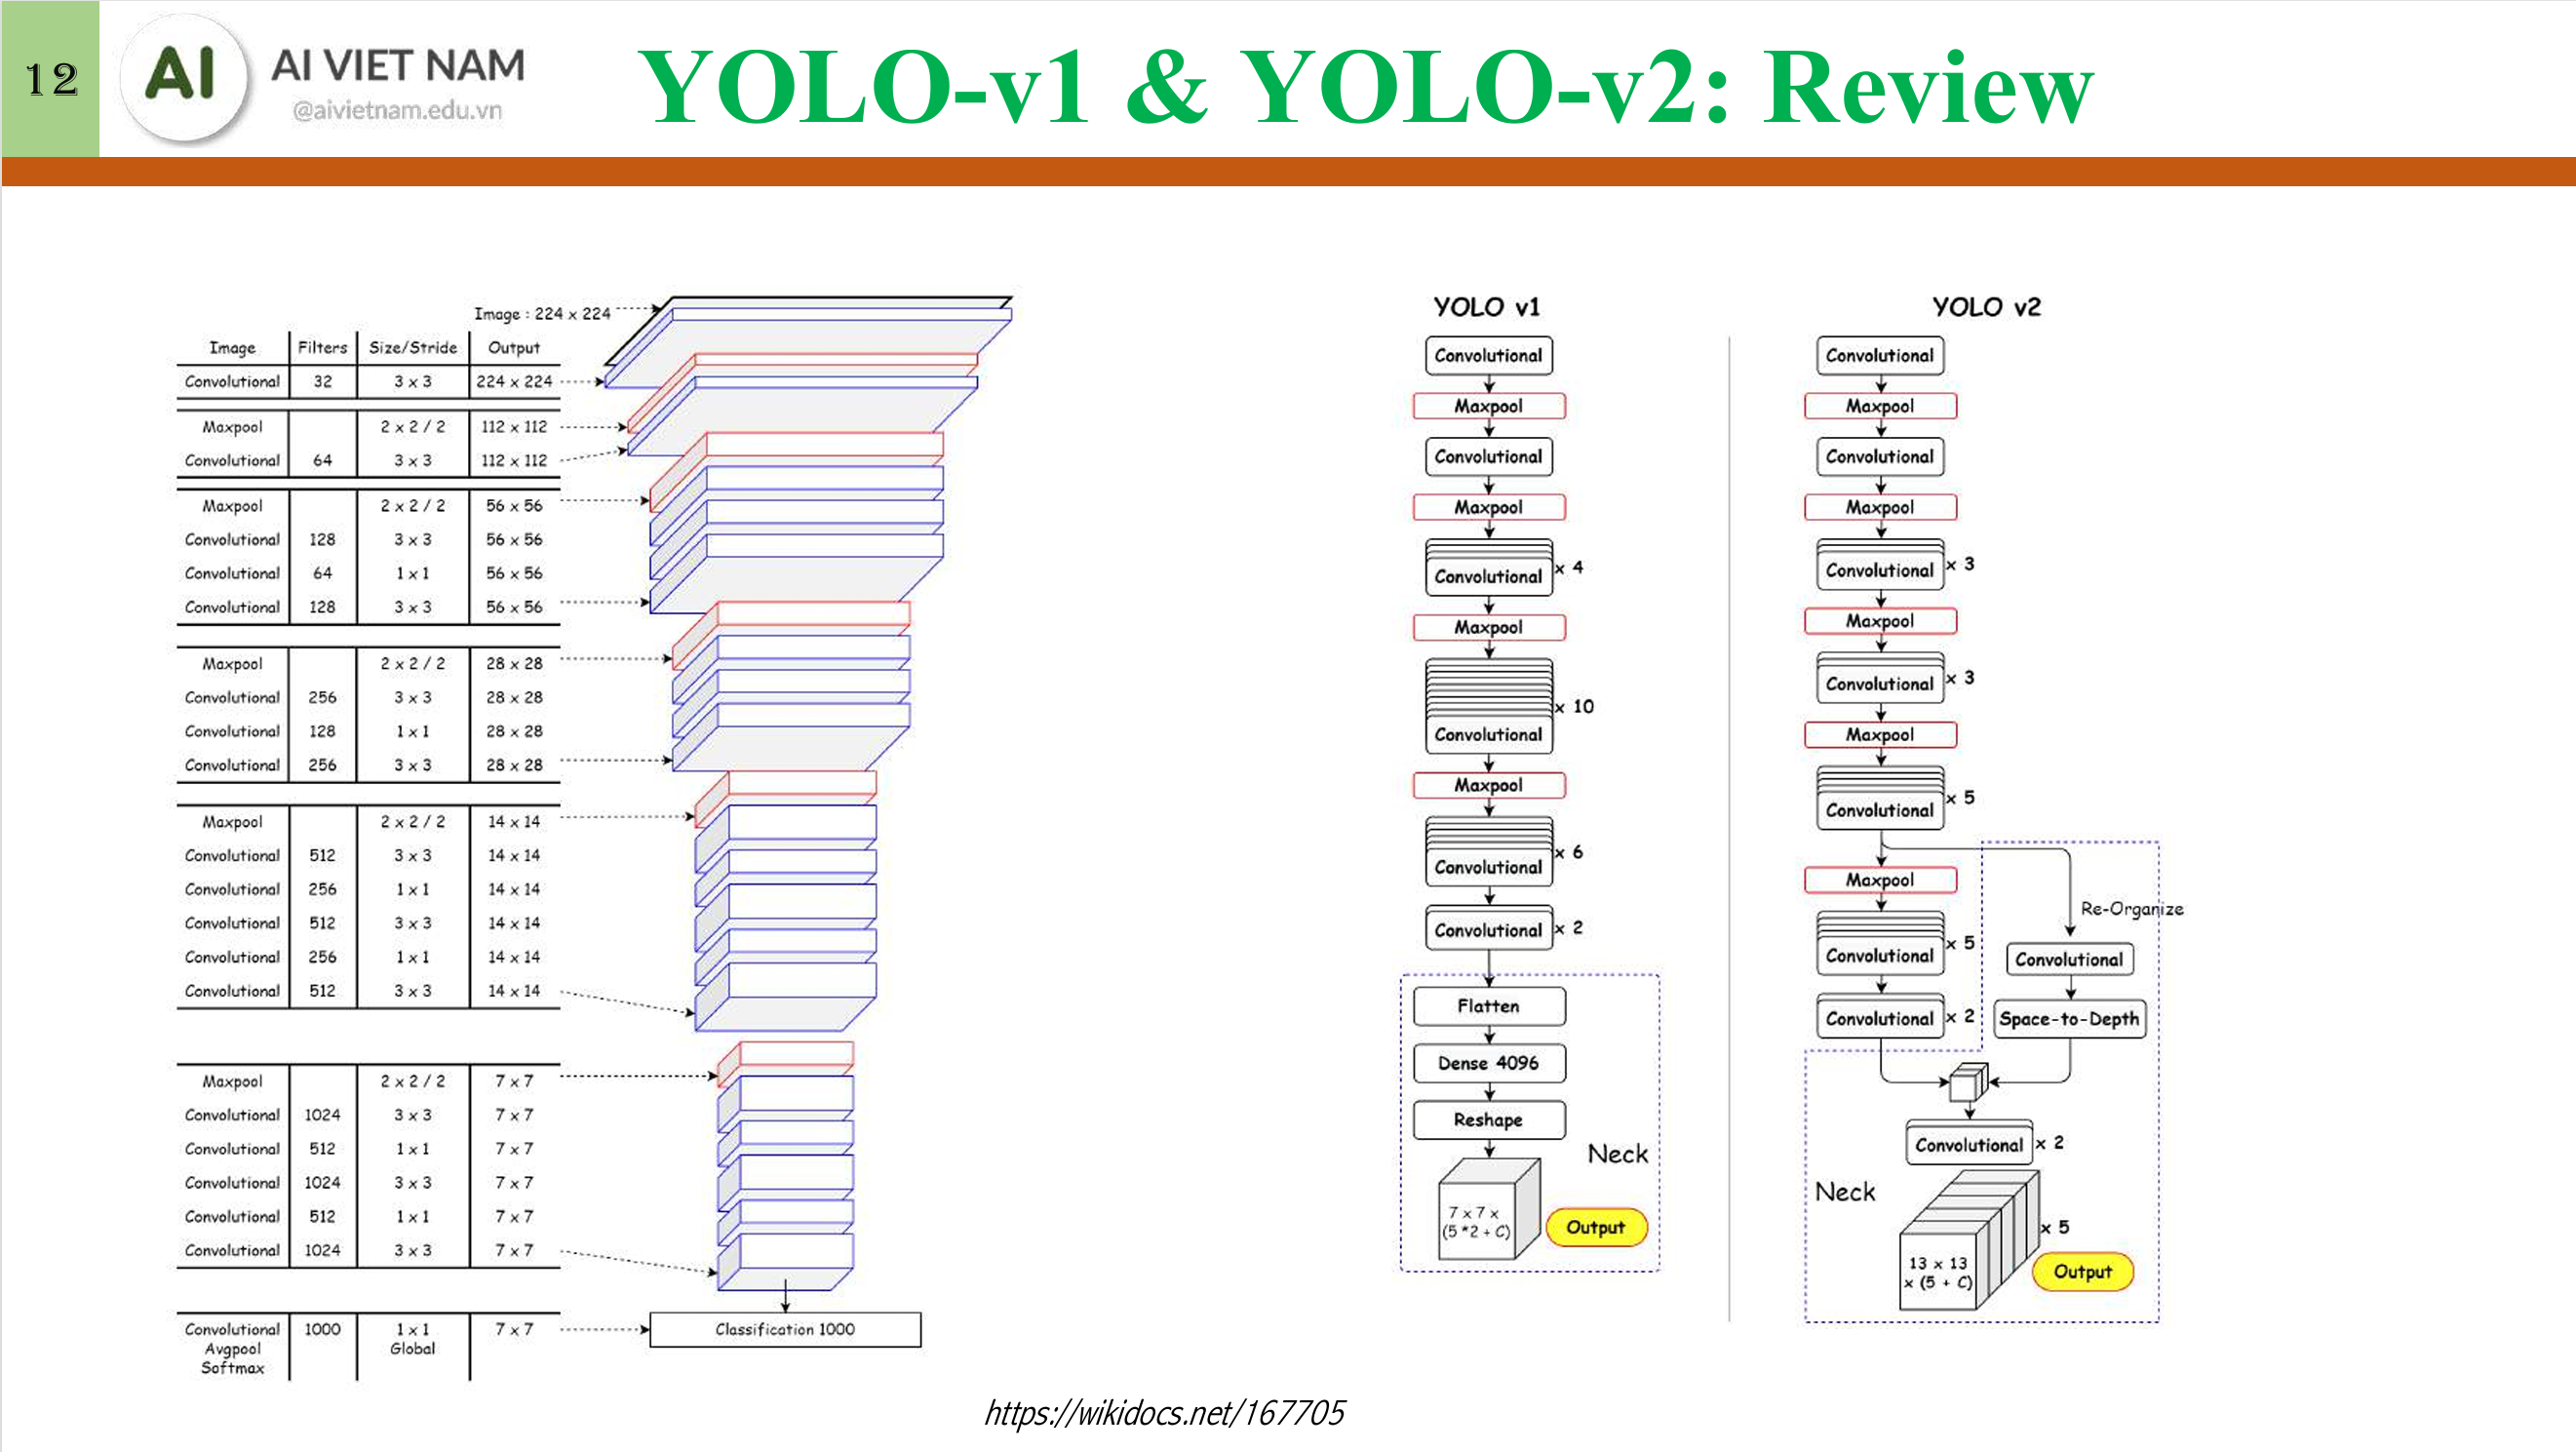 12
AI
AI VIET NAM
@aivietnam.edu.vn
YOLO-v1 & YOLO-v2: Review
Image : 224 x 224
Image Filters Size/Stride Output
Convolutional 32 3 x 3 224 x 224
Maxpool 2 x 2 / 2 112 x 112
Convolutional 64 3 x 3 112 x 112
Maxpool 2 x 2 / 2 56 x 56
Convolutional 128 3 x 3 56 x 56
Convolutional 64 1 x 1 56 x 56
Convolutional 128 3 x 3 56 x 56
Maxpool 2 x 2 / 2 28 x 28
Convolutional 256 3 x 3 28 x 28
Convolutional 128 1 x 1 28 x 28
Convolutional 256 3 x 3 28 x 28
Maxpool 2 x 2 / 2 14 x 14
Convolutional 512 3 x 3 14 x 14
Convolutional 256 1 x 1 14 x 14
Convolutional 512 3 x 3 14 x 14
Convolutional 256 1 x 1 14 x 14
Convolutional 512 3 x 3 14 x 14
Maxpool 2 x 2 / 2 7 x 7
Convolutional 1024 3 x 3 7 x 7
Convolutional 512 1 x 1 7 x 7
Convolutional 1024 3 x 3 7 x 7
Convolutional 512 1 x 1 7 x 7
Convolutional 1024 3 x 3 7 x 7
Convolutional 1000 1 x 1 7 x 7
Avgpool Global
Softmax
Classification 1000
YOLO v1
Convolutional
Maxpool
Convolutional
Maxpool
Convolutional x 4
Maxpool
Convolutional x 10
Maxpool
Convolutional x 6
Convolutional x 2
Flatten
Dense 4096
Reshape
Neck
7 x 7 x
(5 *2 + C)
Output
YOLO v2
Convolutional
Maxpool
Convolutional
Maxpool
Convolutional x 3
Maxpool
Convolutional x 3
Maxpool
Convolutional x 5
Maxpool
Re-Organize
Convolutional x 5
Convolutional
Convolutional x 2
Space-to-Depth
Convolutional x 2
Neck
x 5
13 x 13
x (5 + C)
Output
https://wikidocs.net/167705